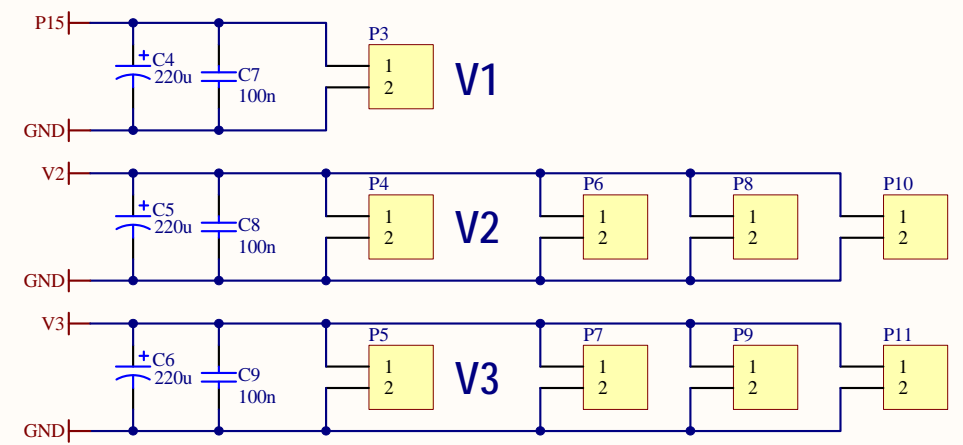 P15
P3
+
C4
220u
C7
100n
1
2
V1
GND
V2
P4
P6
P8
P10
+
C5
220u
C8
100n
1
2
V2
1
2
1
2
1
2
GND
V3
P5
P7
P9
P11
+
C6
220u
C9
100n
1
2
V3
1
2
1
2
1
2
GND